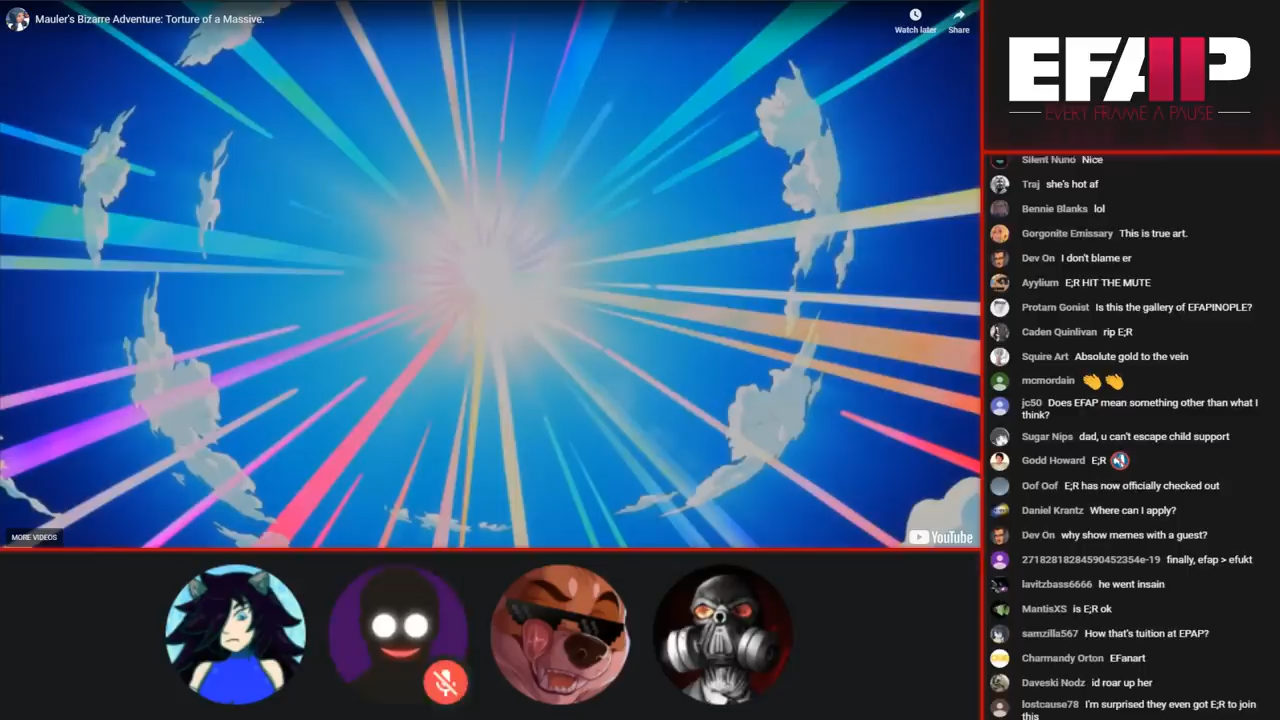 Mauler's Bizarre Adventure: Torture of a Massive.
Watch later
Share
MORE VIDEOS
YouTube
EFAP
EVERY FRAME A PAUSE
Silent Nuno Nice
Traj she's hot af
Bennie Blanks lol
Gorgonite Emissary This is true art.
Dev On I don't blame er
Ayylium E;R HIT THE MUTE
Protarn Gonist Is this the gallery of EFAPINOPLE?
Caden Quinlivan rip E;R
Squire Art Absolute gold to the vein
mcmordain
jc50 Does EFAP mean something other than what I
think?
Sugar Nips dad, u can't escape child support
Godd Howard E;R
Oof Oof E;R has now officially checked out
Daniel Krantz Where can I apply?
Dev On why show memes with a guest?
27182818284590452354e-19 finally, efap > efukt
lavitzbass6666 he went insain
MantisXS is E;R ok
samzilla567 How that's tuition at EPAP?
Charmandy Orton EFanart
Daveski Nodz id roar up her
lostcause78 I'm surprised they even got E;R to join
this